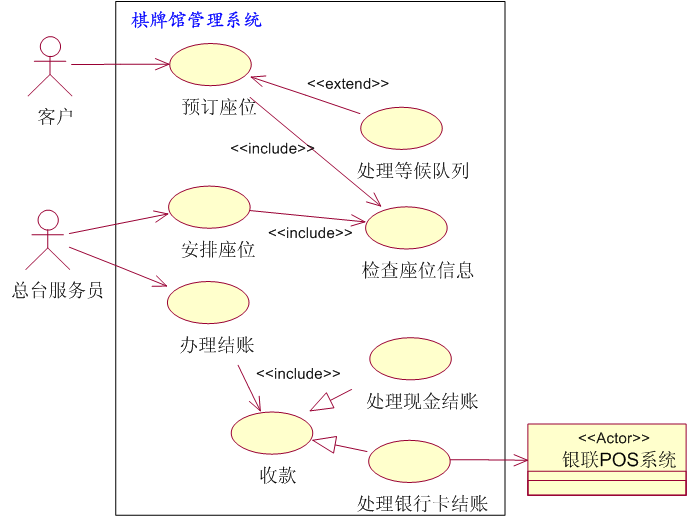 棋牌馆管理系统
客户
预订座位
<<extend>>
处理等候队列
<<include>>
总台服务员
安排座位
<<include>>
检查座位信息
办理结账
<<include>>
处理现金结账
收款
处理银行卡结账
<<Actor>>
银联POS系统